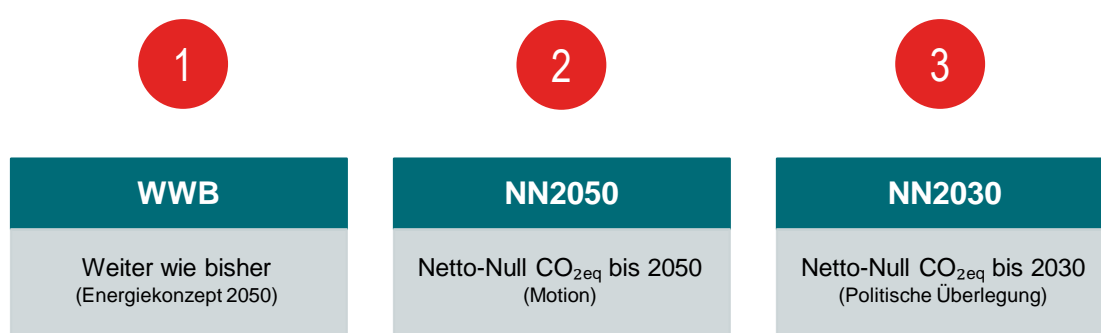 1
2
3
WWB
NN2050
NN2030
Weiter wie bisher
(Energiekonzept 2050)
Netto-Null CO₂eq bis 2050
(Motion)
Netto-Null CO₂eq bis 2030
(Politische Überlegung)